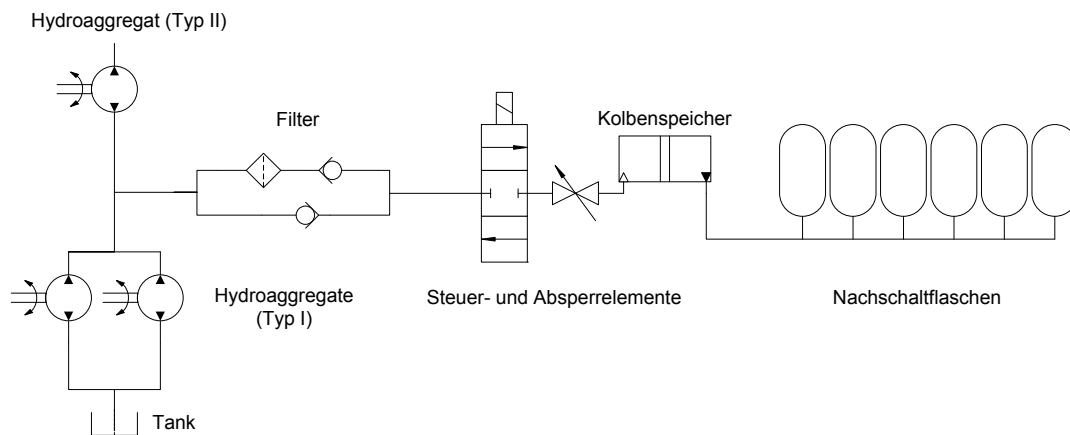 Hydroaggregat (Typ II)
Filter
Kolbenspeicher
Hydroaggregate
(Typ I)
Steuer- und Absperrelemente
Nachschaltflaschen
Tank